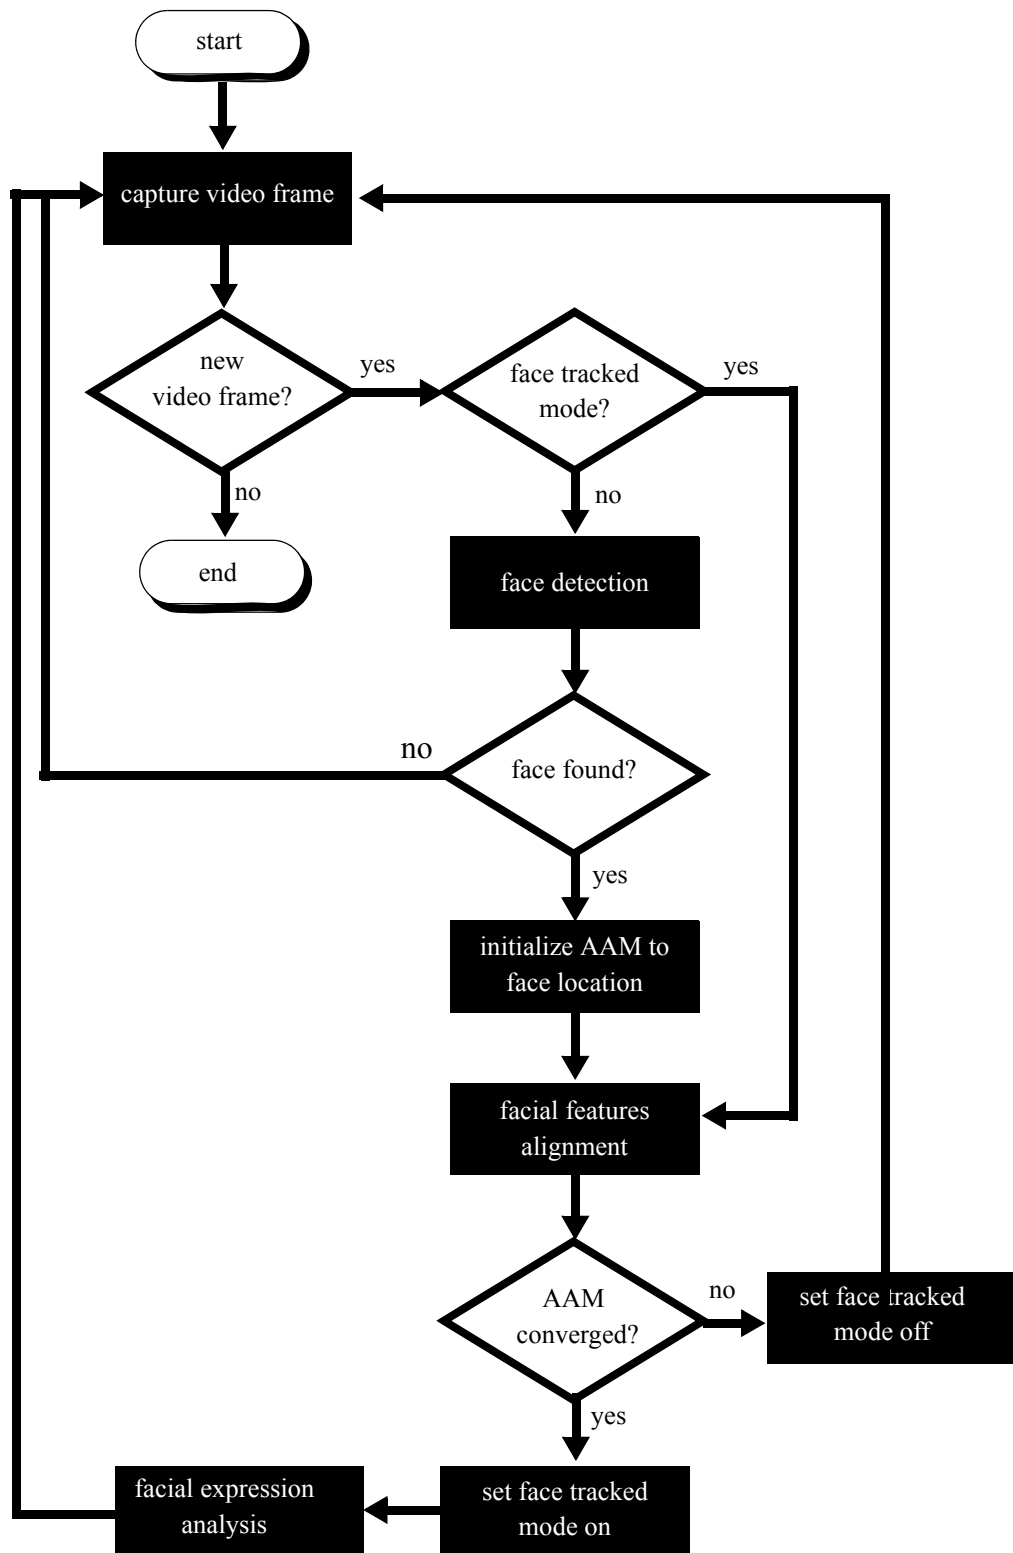 start
capture video frame
new
video frame?
yes
face tracked
mode?
yes
no
end
no
face detection
no
face found?
yes
initialize AAM to
face location
facial features
alignment
AAM
converged?
no
set face tracked
mode off
yes
facial expression
analysis
set face tracked
mode on